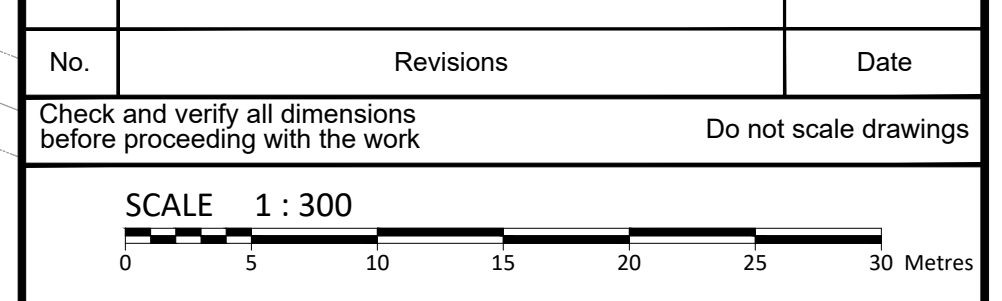 No. Revisions Date
Check and verify all dimensions
before proceeding with the work
Do not scale drawings
SCALE 1 : 300
0 5 10 15 20 25 30 Metres